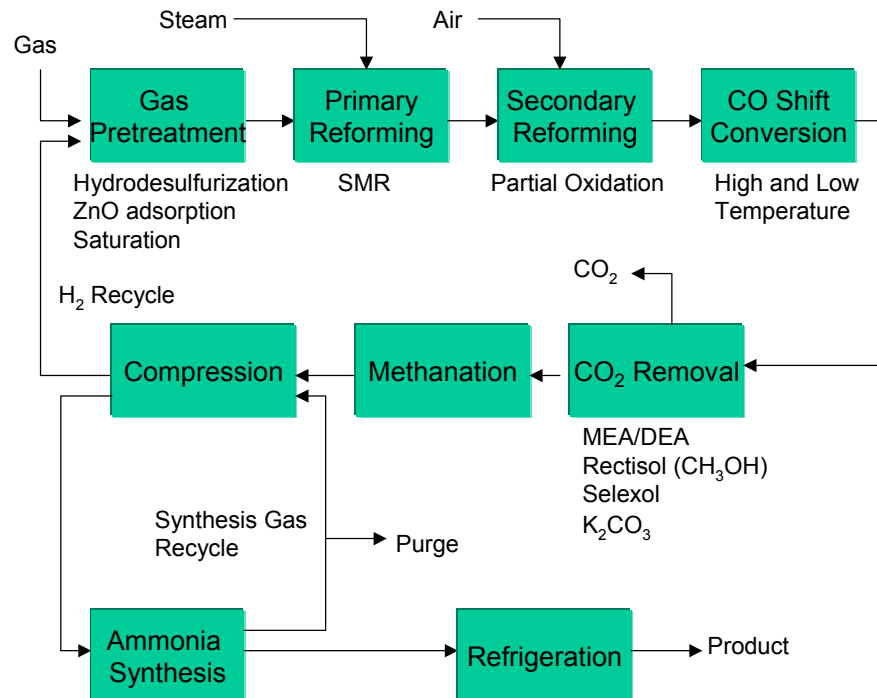 Steam
Air
Gas
Gas
Pretreatment
Primary
Reforming
Secondary
Reforming
CO Shift
Conversion
Hydrodesulfurization
ZnO adsorption
Saturation
SMR
Partial Oxidation
High and Low
Temperature
CO₂
H₂ Recycle
Compression
Methanation
CO₂ Removal
MEA/DEA
Rectisol (CH₃OH)
Selexol
K₂CO₃
Synthesis Gas
Recycle
Purge
Ammonia
Synthesis
Refrigeration
Product